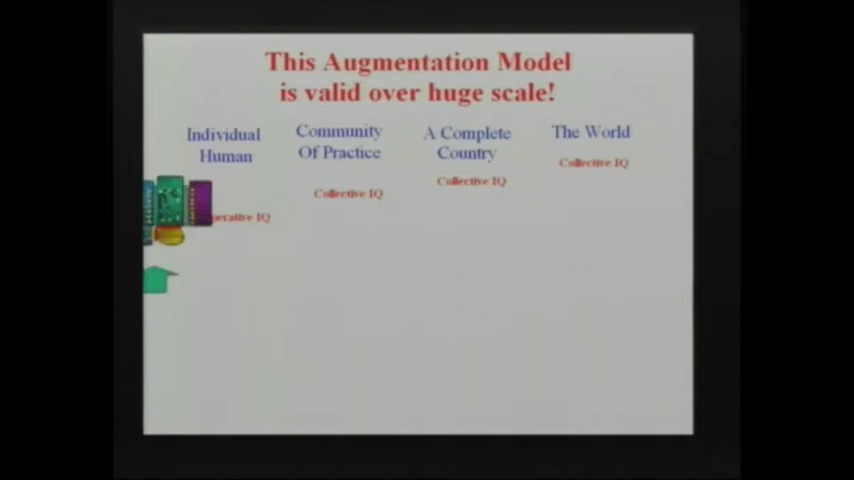 This Augmentation Model
is valid over huge scale!
Individual
Human
Community
Of Practice
A Complete
Country
The World
Collective IQ
Collective IQ
Collective IQ
IQ